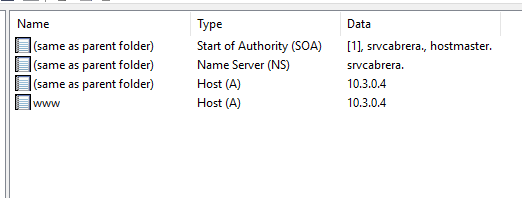 Name Type Data
(same as parent folder) Start of Authority (SOA) [1], srvcabrera., hostmaster.
(same as parent folder) Name Server (NS) srvcabrera.
(same as parent folder) Host (A) 10.3.0.4
www Host (A) 10.3.0.4